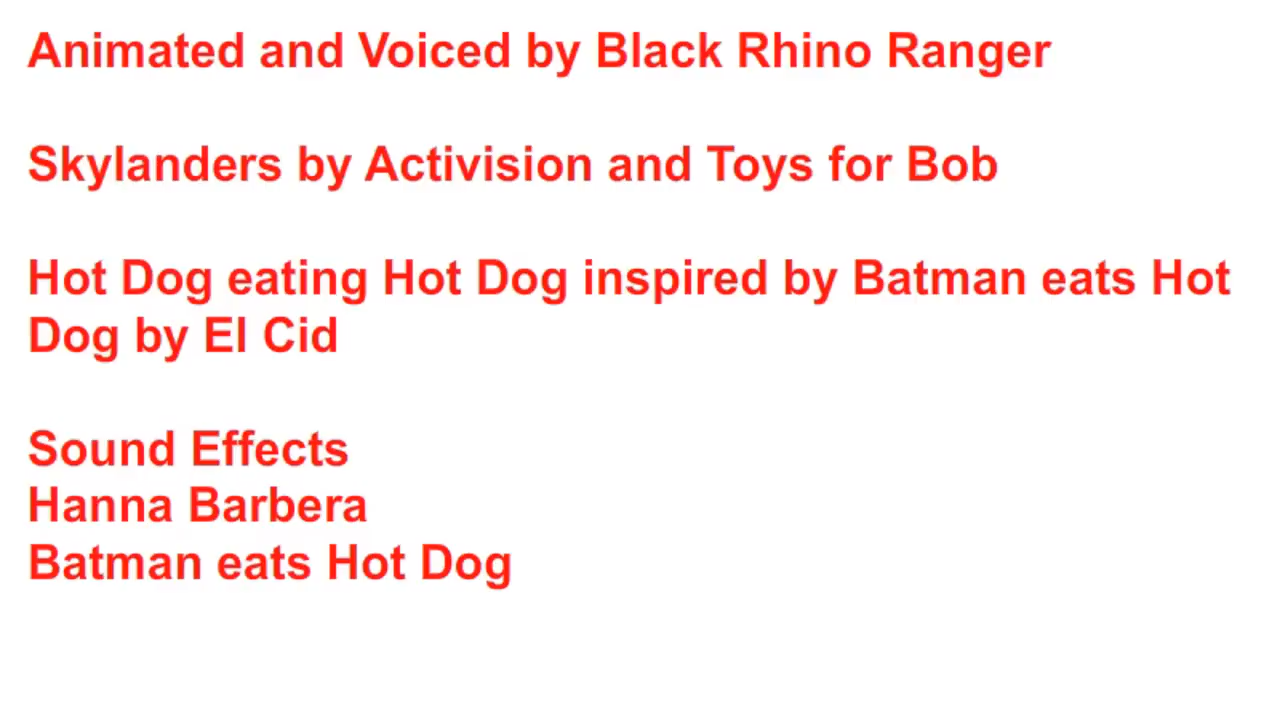 Animated and Voiced by Black Rhino Ranger
Skylanders by Activision and Toys for Bob
Hot Dog eating Hot Dog inspired by Batman eats Hot
Dog by El Cid
Sound Effects
Hanna Barbera
Batman eats Hot Dog